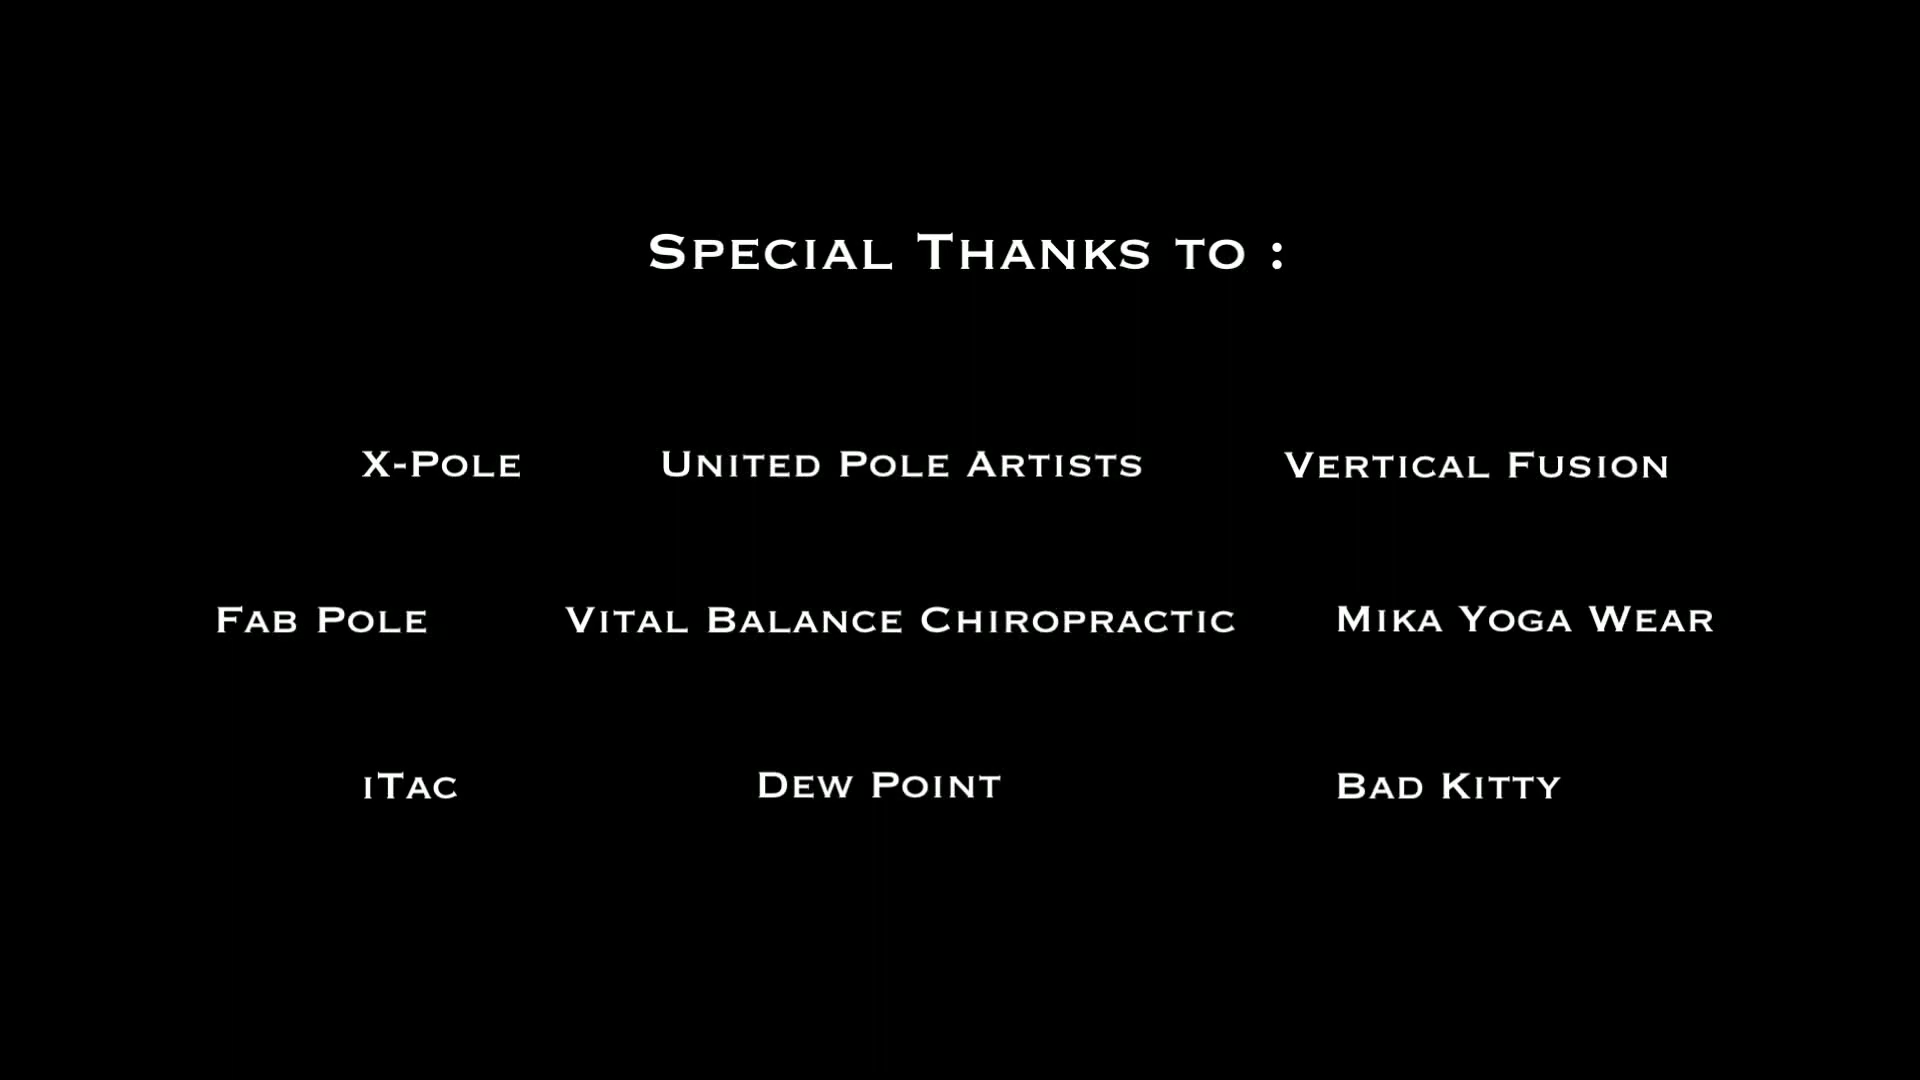 Special Thanks to :
X-Pole United Pole Artists Vertical Fusion
Fab Pole Vital Balance Chiropractic Mika Yoga Wear
iTac Dew Point Bad Kitty